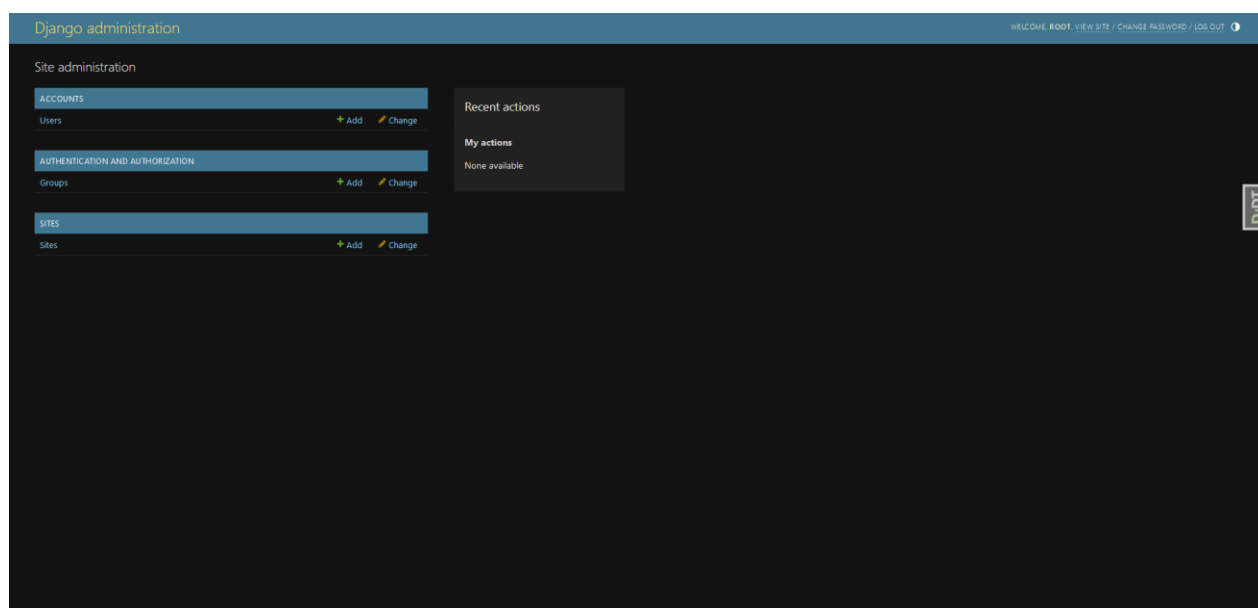 Django administration
WELCOME, ROOT. VIEW SITE / CHANGE PASSWORD / LOG OUT
Site administration
ACCOUNTS
Users + Add Change
AUTHENTICATION AND AUTHORIZATION
Groups + Add Change
SITES
Sites + Add Change
Recent actions
My actions
None available
DjDT